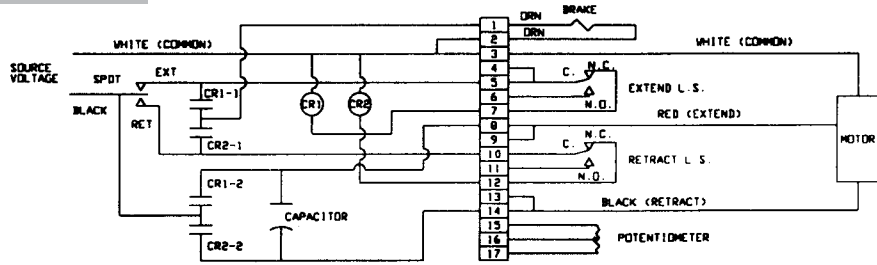 BRAKE
ORN
ORN
WHITE (COMMON)
WHITE (COMMON)
SOURCE
VOLTAGE
SPDT
EXT
BLACK
RET
CR1-1
CR2-1
CR1
CR2
CR1-2
CR2-2
CAPACITOR
1
2
3
4
5
6
7
8
9
10
11
12
13
14
15
16
17
N.C.
C.
EXTEND L.S.
N.O.
RED (EXTEND)
N.C.
C.
RETRACT L S.
N.O.
BLACK (RETRACT)
MOTOR
POTENTIOMETER